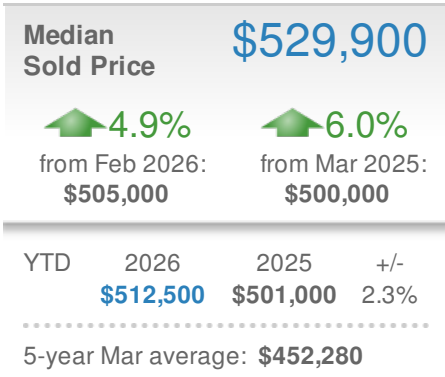 Median
Sold Price
$529,900
4.9%
from Feb 2026:
$505,000
6.0%
from Mar 2025:
$500,000
YTD 2026 2025 +/-
$512,500 $501,000 2.3%
5-year Mar average: $452,280